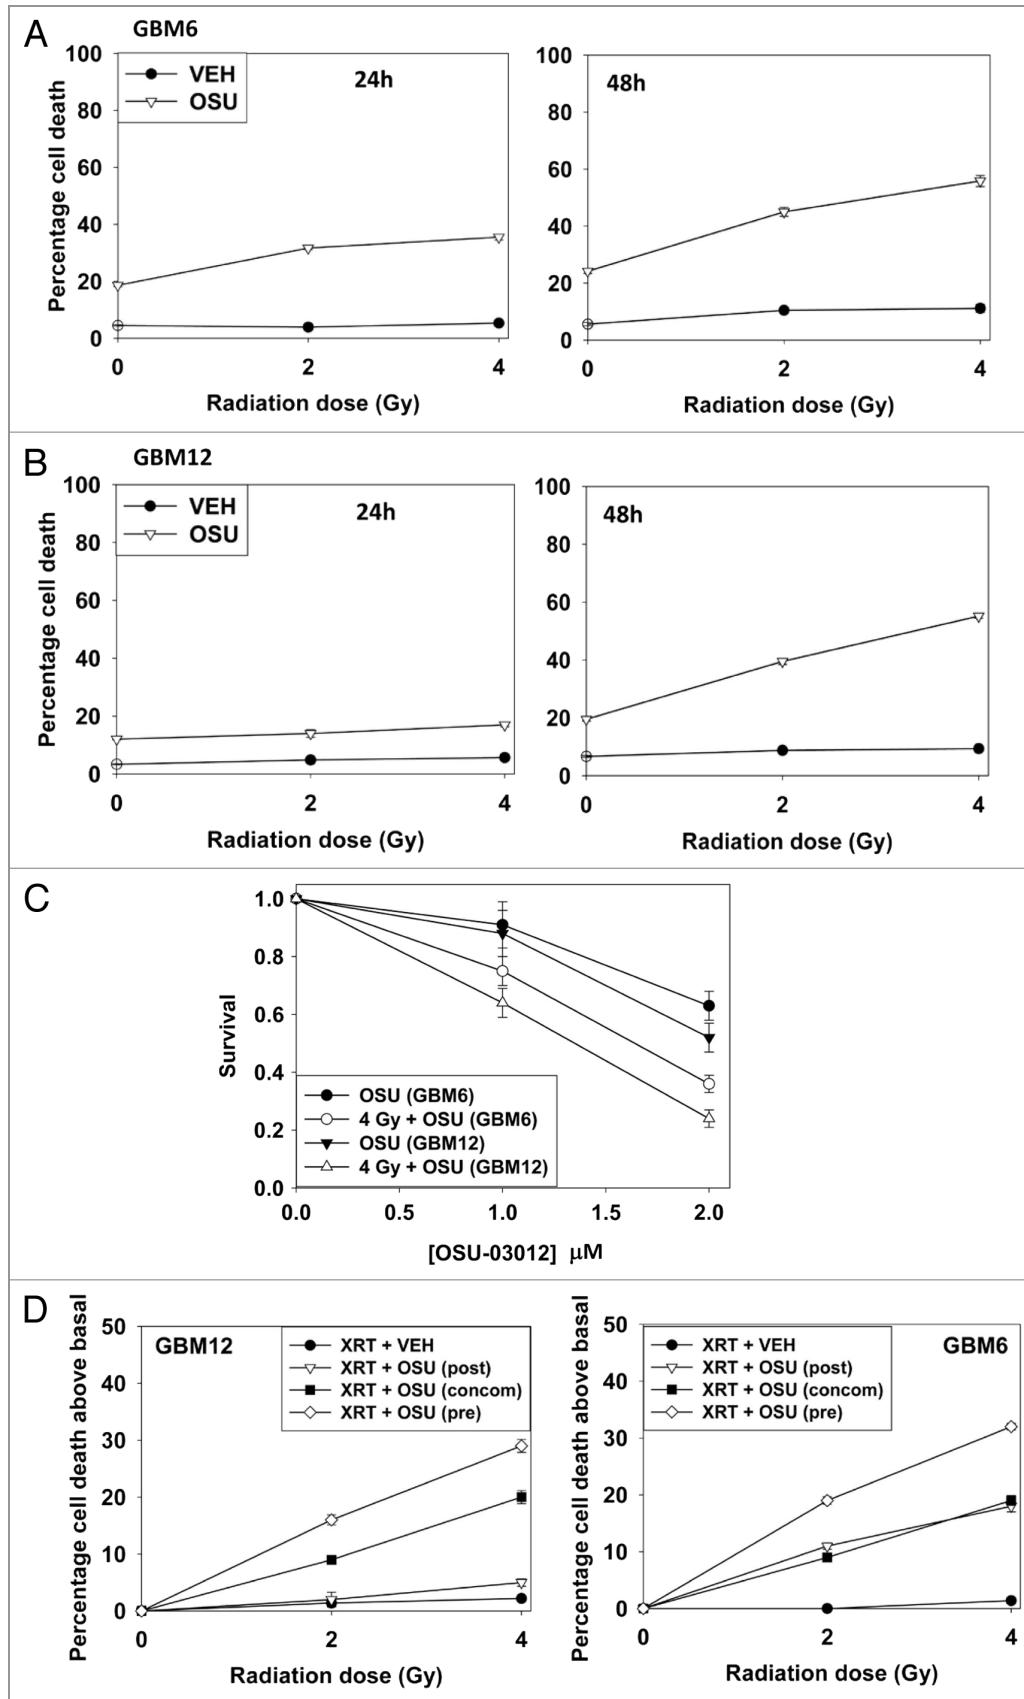 A
GBM6
Percentage cell death
100
80
60
40
20
0
VEH
OSU
24h
0 2 4
Radiation dose (Gy)
100
80
60
40
20
0
48h
0 2 4
Radiation dose (Gy)
B
GBM12
Percentage cell death
100
80
60
40
20
0
VEH
OSU
24h
0 2 4
Radiation dose (Gy)
100
80
60
40
20
0
48h
0 2 4
Radiation dose (Gy)
C
Survival
1.0
0.8
0.6
0.4
0.2
0.0
OSU (GBM6)
4 Gy + OSU (GBM6)
OSU (GBM12)
4 Gy + OSU (GBM12)
0.0 0.5 1.0 1.5 2.0
[OSU-03012] μM
D
Percentage cell death above basal
50
40
30
20
10
0
GBM12
XRT + VEH
XRT + OSU (post)
XRT + OSU (concom)
XRT + OSU (pre)
0 2 4
Radiation dose (Gy)
Percentage cell death above basal
50
40
30
20
10
0
XRT + VEH
XRT + OSU (post)
XRT + OSU (concom)
XRT + OSU (pre)
GBM6
0 2 4
Radiation dose (Gy)